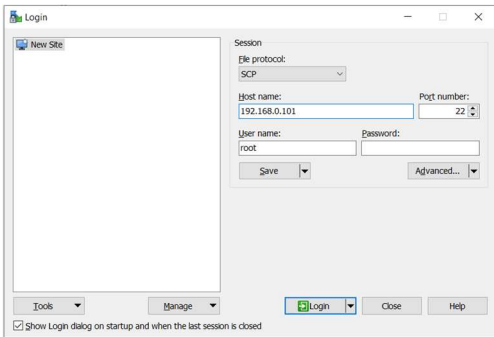 Login
New Site
Session
File protocol:
SCP
Host name:
Port number:
192.168.0.101
22
User name:
Password:
root
Save
Advanced...
Tools
Manage
Login
Close
Help
Show Login dialog on startup and when the last session is closed